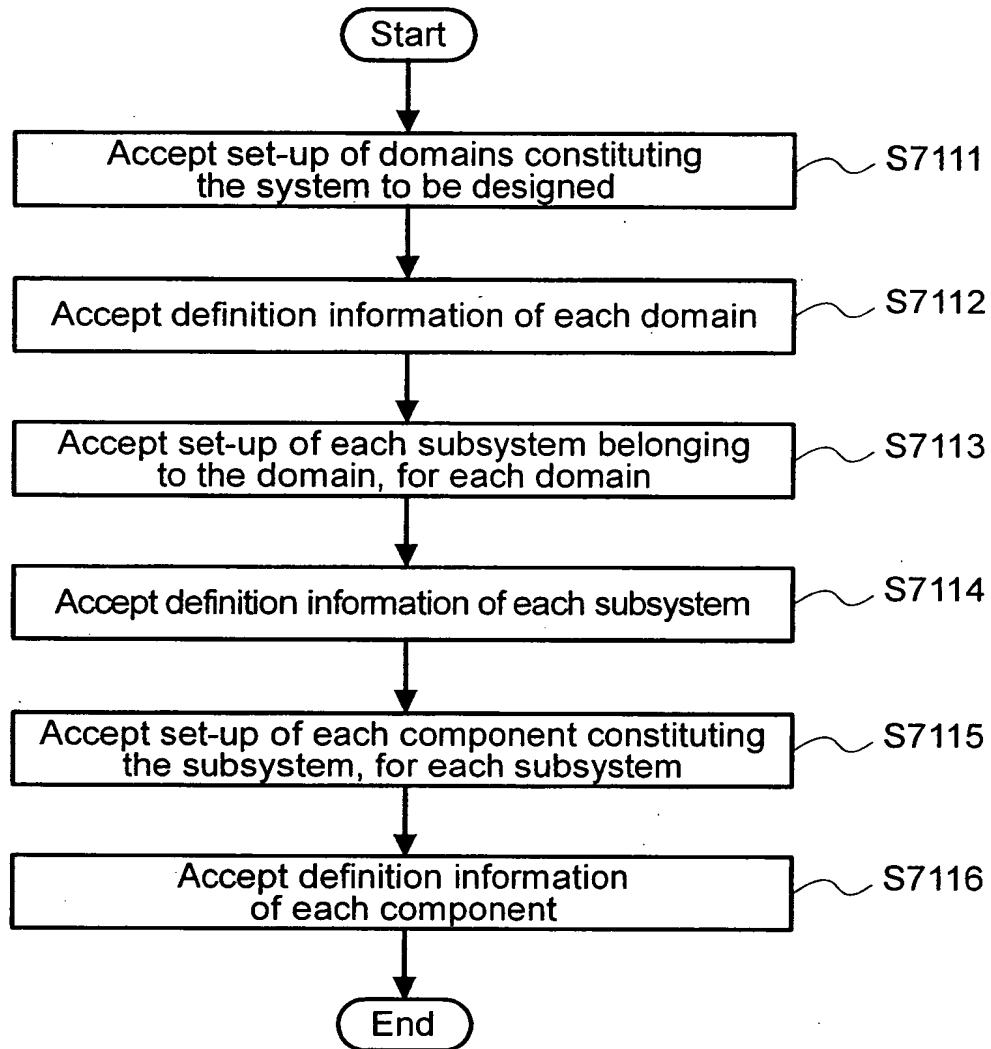 Start
Accept set-up of domains constituting
the system to be designed
S7111
Accept definition information of each domain
S7112
Accept set-up of each subsystem belonging
to the domain, for each domain
S7113
Accept definition information of each subsystem
S7114
Accept set-up of each component constituting
the subsystem, for each subsystem
S7115
Accept definition information
of each component
S7116
End